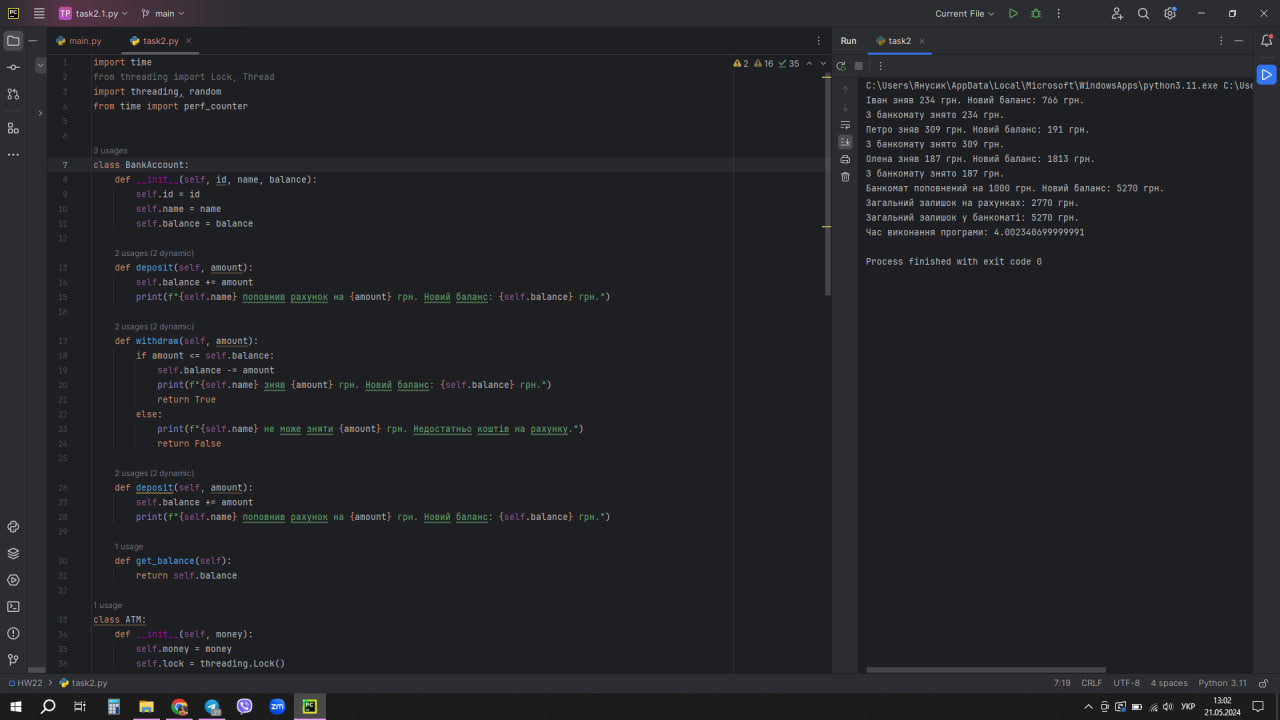 TP task2.1.py
main
Current File
main.py
task2.py
Run
task2
2 16 35
1 import time
2 from threading import Lock, Thread
3 import threading, random
4 from time import perf_counter
5
6
3 usages
7 class BankAccount:
8 def __init__(self, id, name, balance):
9 self.id = id
10 self.name = name
11 self.balance = balance
12
2 usages (2 dynamic)
13 def deposit(self, amount):
14 self.balance += amount
15 print(f"{self.name} поповнив рахунок на {amount} грн. Новий баланс: {self.balance} грн.")
16
2 usages (2 dynamic)
17 def withdraw(self, amount):
18 if amount <= self.balance:
19 self.balance -= amount
20 print(f"{self.name} зняв {amount} грн. Новий баланс: {self.balance} грн.")
21 return True
22 else:
23 print(f"{self.name} не може зняти {amount} грн. Недостатньо коштів на рахунку.")
24 return False
25
2 usages (2 dynamic)
26 def deposit(self, amount):
27 self.balance += amount
28 print(f"{self.name} поповнив рахунок на {amount} грн. Новий баланс: {self.balance} грн.")
29
1 usage
30 def get_balance(self):
31 return self.balance
32
1 usage
33 class ATM:
34 def __init__(self, money):
35 self.money = money
36 self.lock = threading.Lock()
C:\Users\Янусик\AppData\Local\Microsoft\WindowsApps\python3.11.exe C:\Use
Іван зняв 234 грн. Новий баланс: 766 грн.
З банкомату знято 234 грн.
Петро зняв 309 грн. Новий баланс: 191 грн.
З банкомату знято 309 грн.
Олена зняв 187 грн. Новий баланс: 1813 грн.
З банкомату знято 187 грн.
Банкомат поповнений на 1000 грн. Новий баланс: 5270 грн.
Загальний залишок на рахунках: 2770 грн.
Загальний залишок у банкоматі: 5270 грн.
Час виконання програми: 4.002340699999991
Process finished with exit code 0
HW22 > task2.py
7:19 CRLF UTF-8 4 spaces Python 3.11
УКР
13:02
21.05.2024